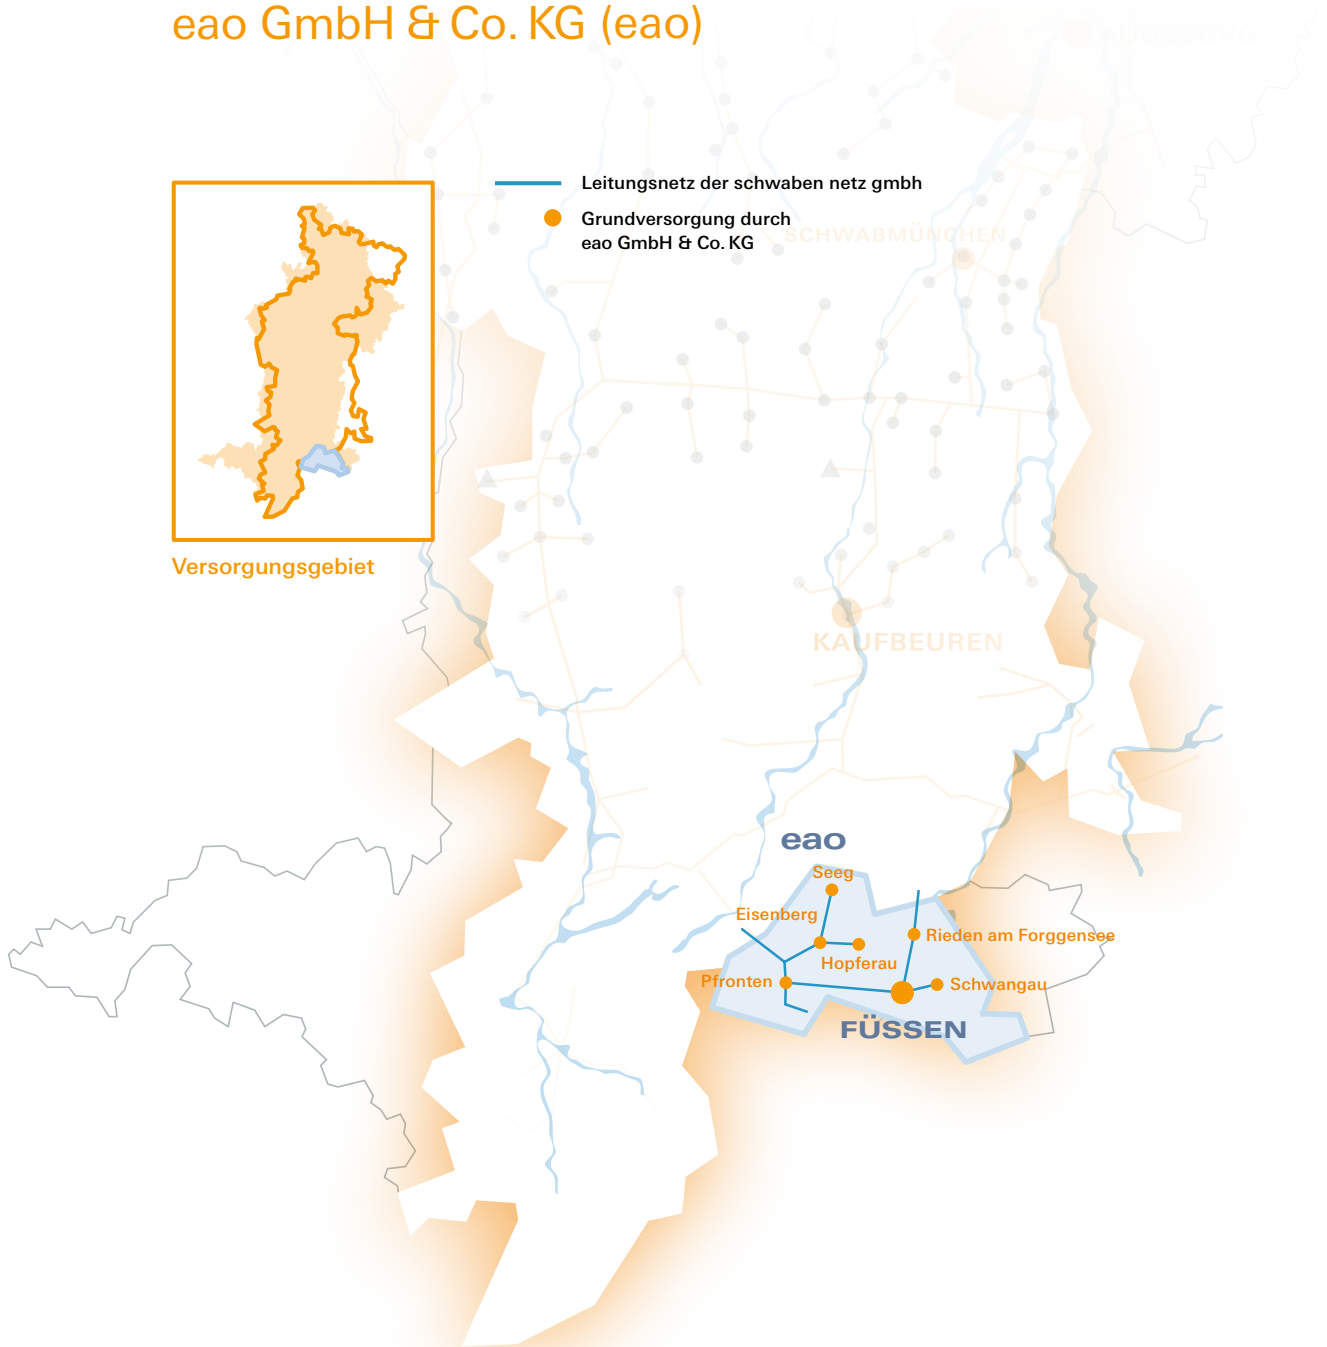 eao GmbH & Co. KG (eao)
AUGSBURG
Leitungsnetz der schwaben netz gmbh
Grundversorgung durch
eao GmbH & Co. KG
SCHWABMÜNCHEN
Versorgungsgebiet
KAUFBEUREN
eao
Seeg
Eisenberg
Rieden am Forggensee
Hopferau
Pfronten
Schwangau
FÜSSEN